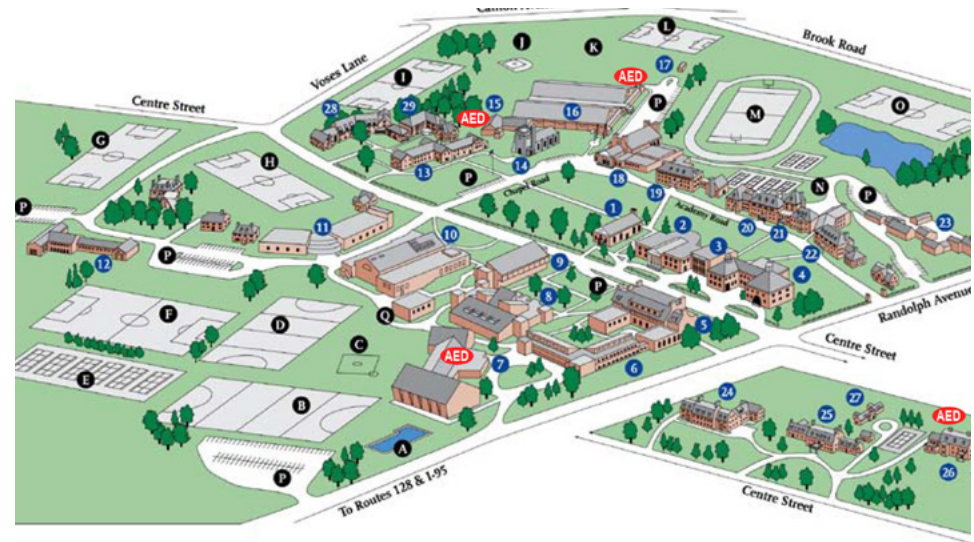 Canton Avenue
L
Brook Road
J
K
Voses Lane
AED
17
I
P
Centre Street
28
29
15
AED
16
M
O
G
H
14
13
P
18
Chapel Road
N
P
19
P
1
Academy Road
20
21
23
11
10
2
3
22
12
P
9
4
8
P
Randolph Avenue
F
D
Q
5
C
7
Centre Street
E
AED
6
B
24
27
25
AED
A
26
P
To Routes 128 & I-95
Centre Street